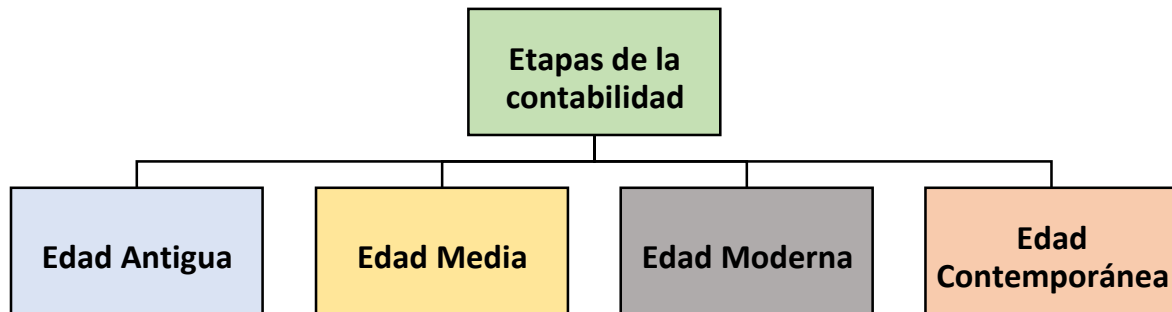 Etapas de la
contabilidad
Edad Antigua
Edad Media
Edad Moderna
Edad
Contemporánea